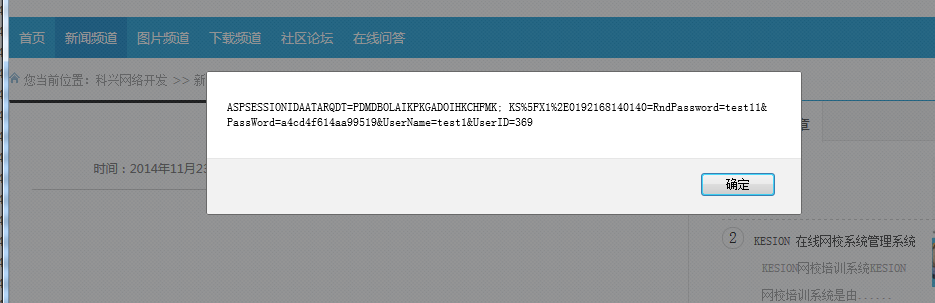 首页 新闻频道 图片频道 下载频道 社区论坛 在线问答
您当前位置：科兴网络开发 >> 新
ASPSESSIONIDAATARQDT=PDMDBOLAIKPKGADOIHKCHFMK; KS%5FX1%2E0192168140140=RndPassword=test11&
PassWord=a4cd4f614aa99519&UserName=test1&UserID=369
章
时间：2014年11月23
确定
2 KESION 在线网校系统管理系统
KESION网校培训系统KESION
网校培训系统是由......